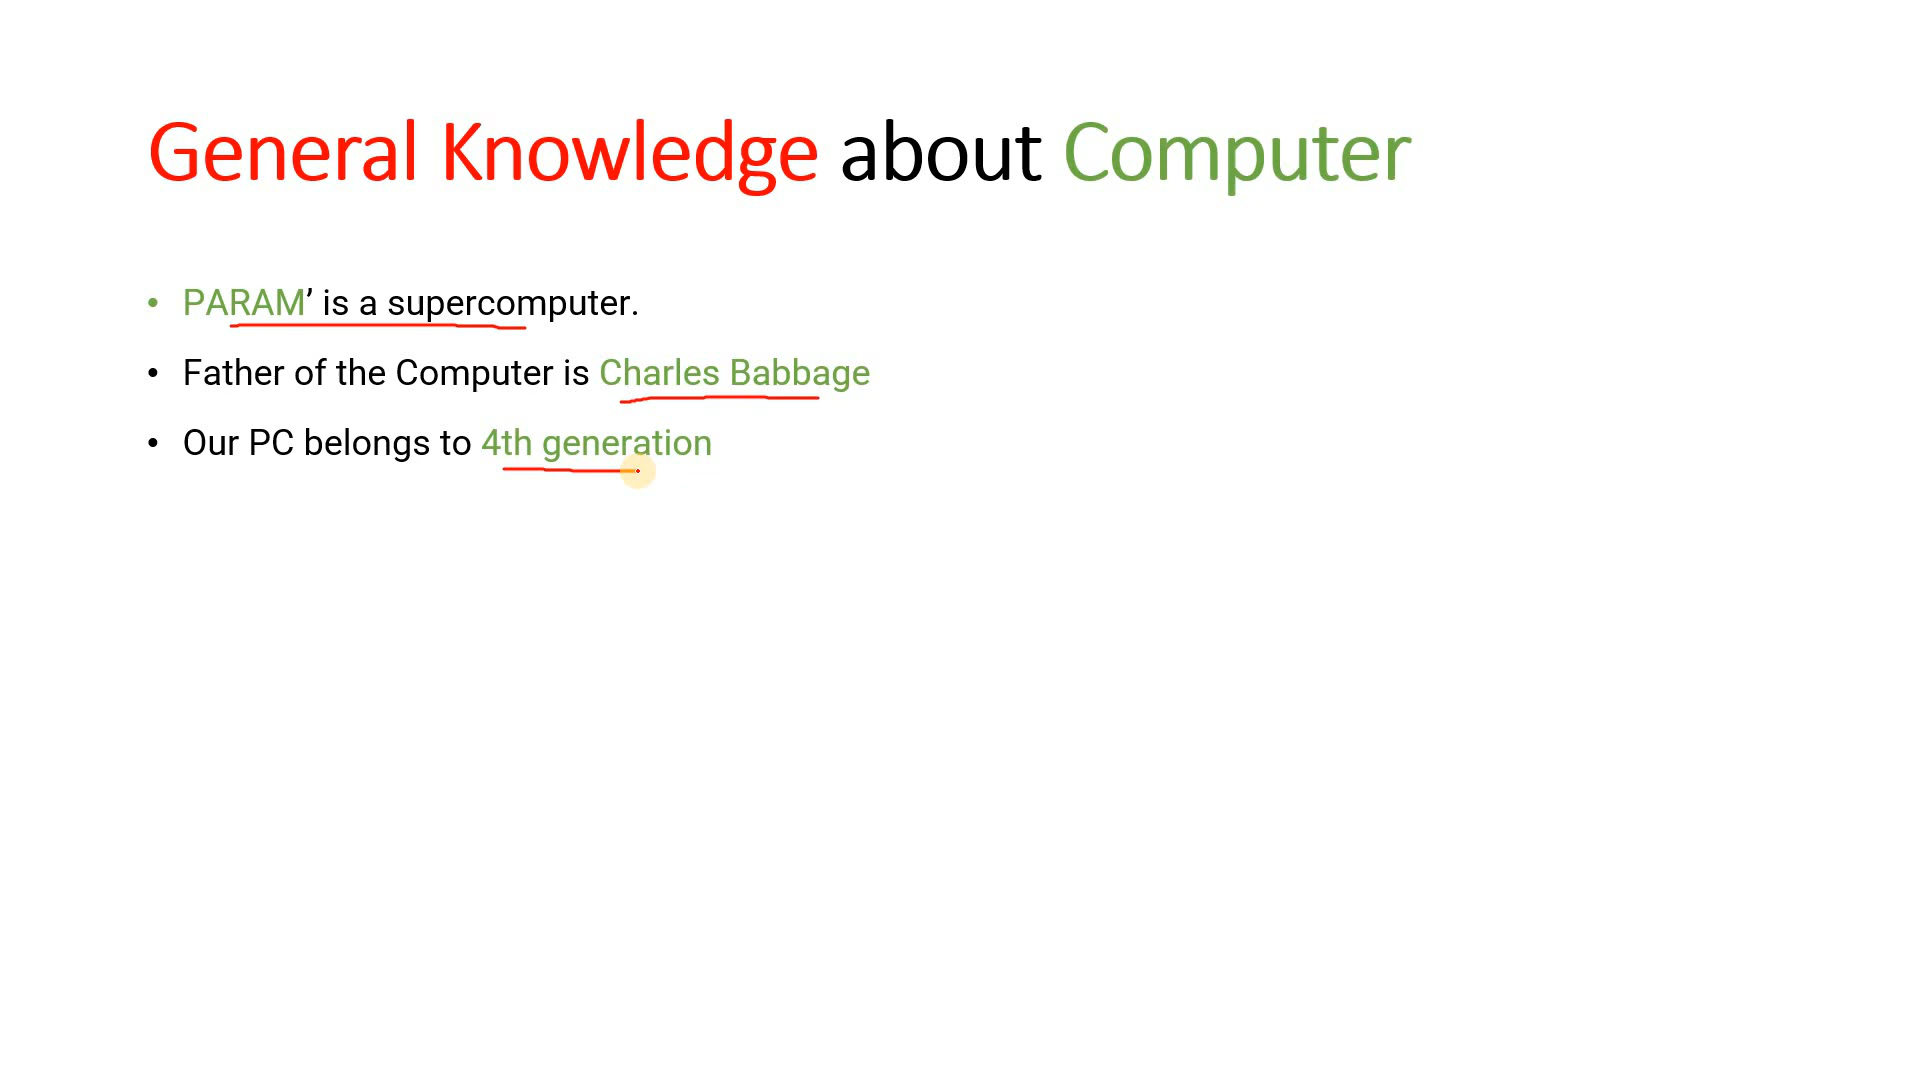 General Knowledge about Computer
• PARAM’ is a supercomputer.
• Father of the Computer is Charles Babbage
• Our PC belongs to 4th generation